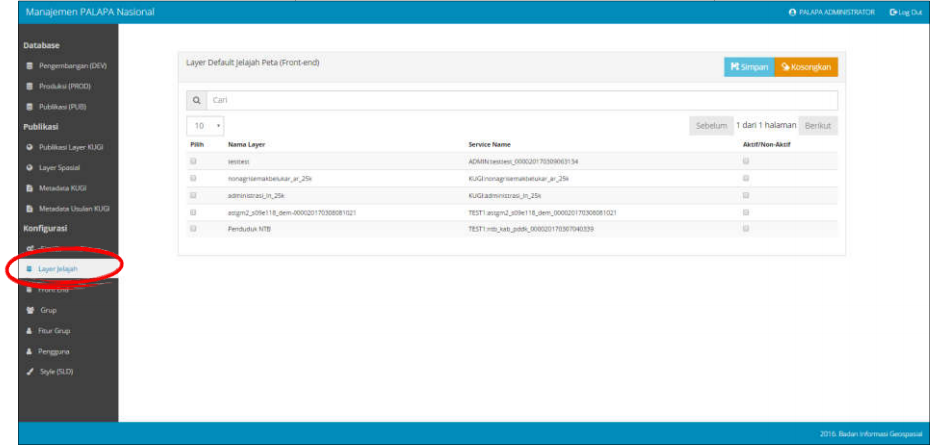 Manajemen PALAPA Nasional
PALAPA ADMINISTRATOR Log Out
Database
Pengembangan (DEV)
Produksi (PROD)
Publikasi (PUB)
Publikasi
Publikasi Layer KUGI
Layer Spasial
Metadata KUGI
Metadata Usulan KUGI
Konfigurasi
Layer Jelajah
Front End
Grup
Fitur Grup
Pengguna
Style (SLD)
Layer Default Jelajah Peta (Front-end)
Simpan Kosongkan
Cari
10 Sebelum 1 dari 1 halaman Berikut
Pilih Nama Layer Service Name Aktif/Non-Aktif
testtest ADMIN:testtest_000020170309063134
nonagrisemakbelukar_ar_25k KUGI:nonagrisemakbelukar_ar_25k
administrasi_ln_25k KUGI:administrasi_ln_25k
astgm2_s09e118_dem-000020170308081021 TEST1:astgm2_s09e118_dem_000020170308081021
Penduduk NTB TEST1:ntb_kab_pddk_000020170307040339
2016. Badan Informasi Geospasial